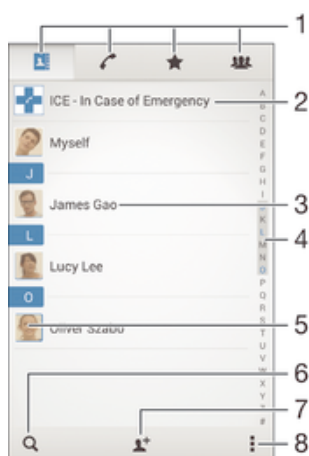 1
ICE - In Case of Emergency
2
Myself
J
James Gao
3
L
Lucy Lee
O
Oliver Szabo
A
B
C
D
E
F
G
H
I
K
L
M
N
O
P
Q
R
S
T
U
V
W
X
Y
#
4
5
6
7
8